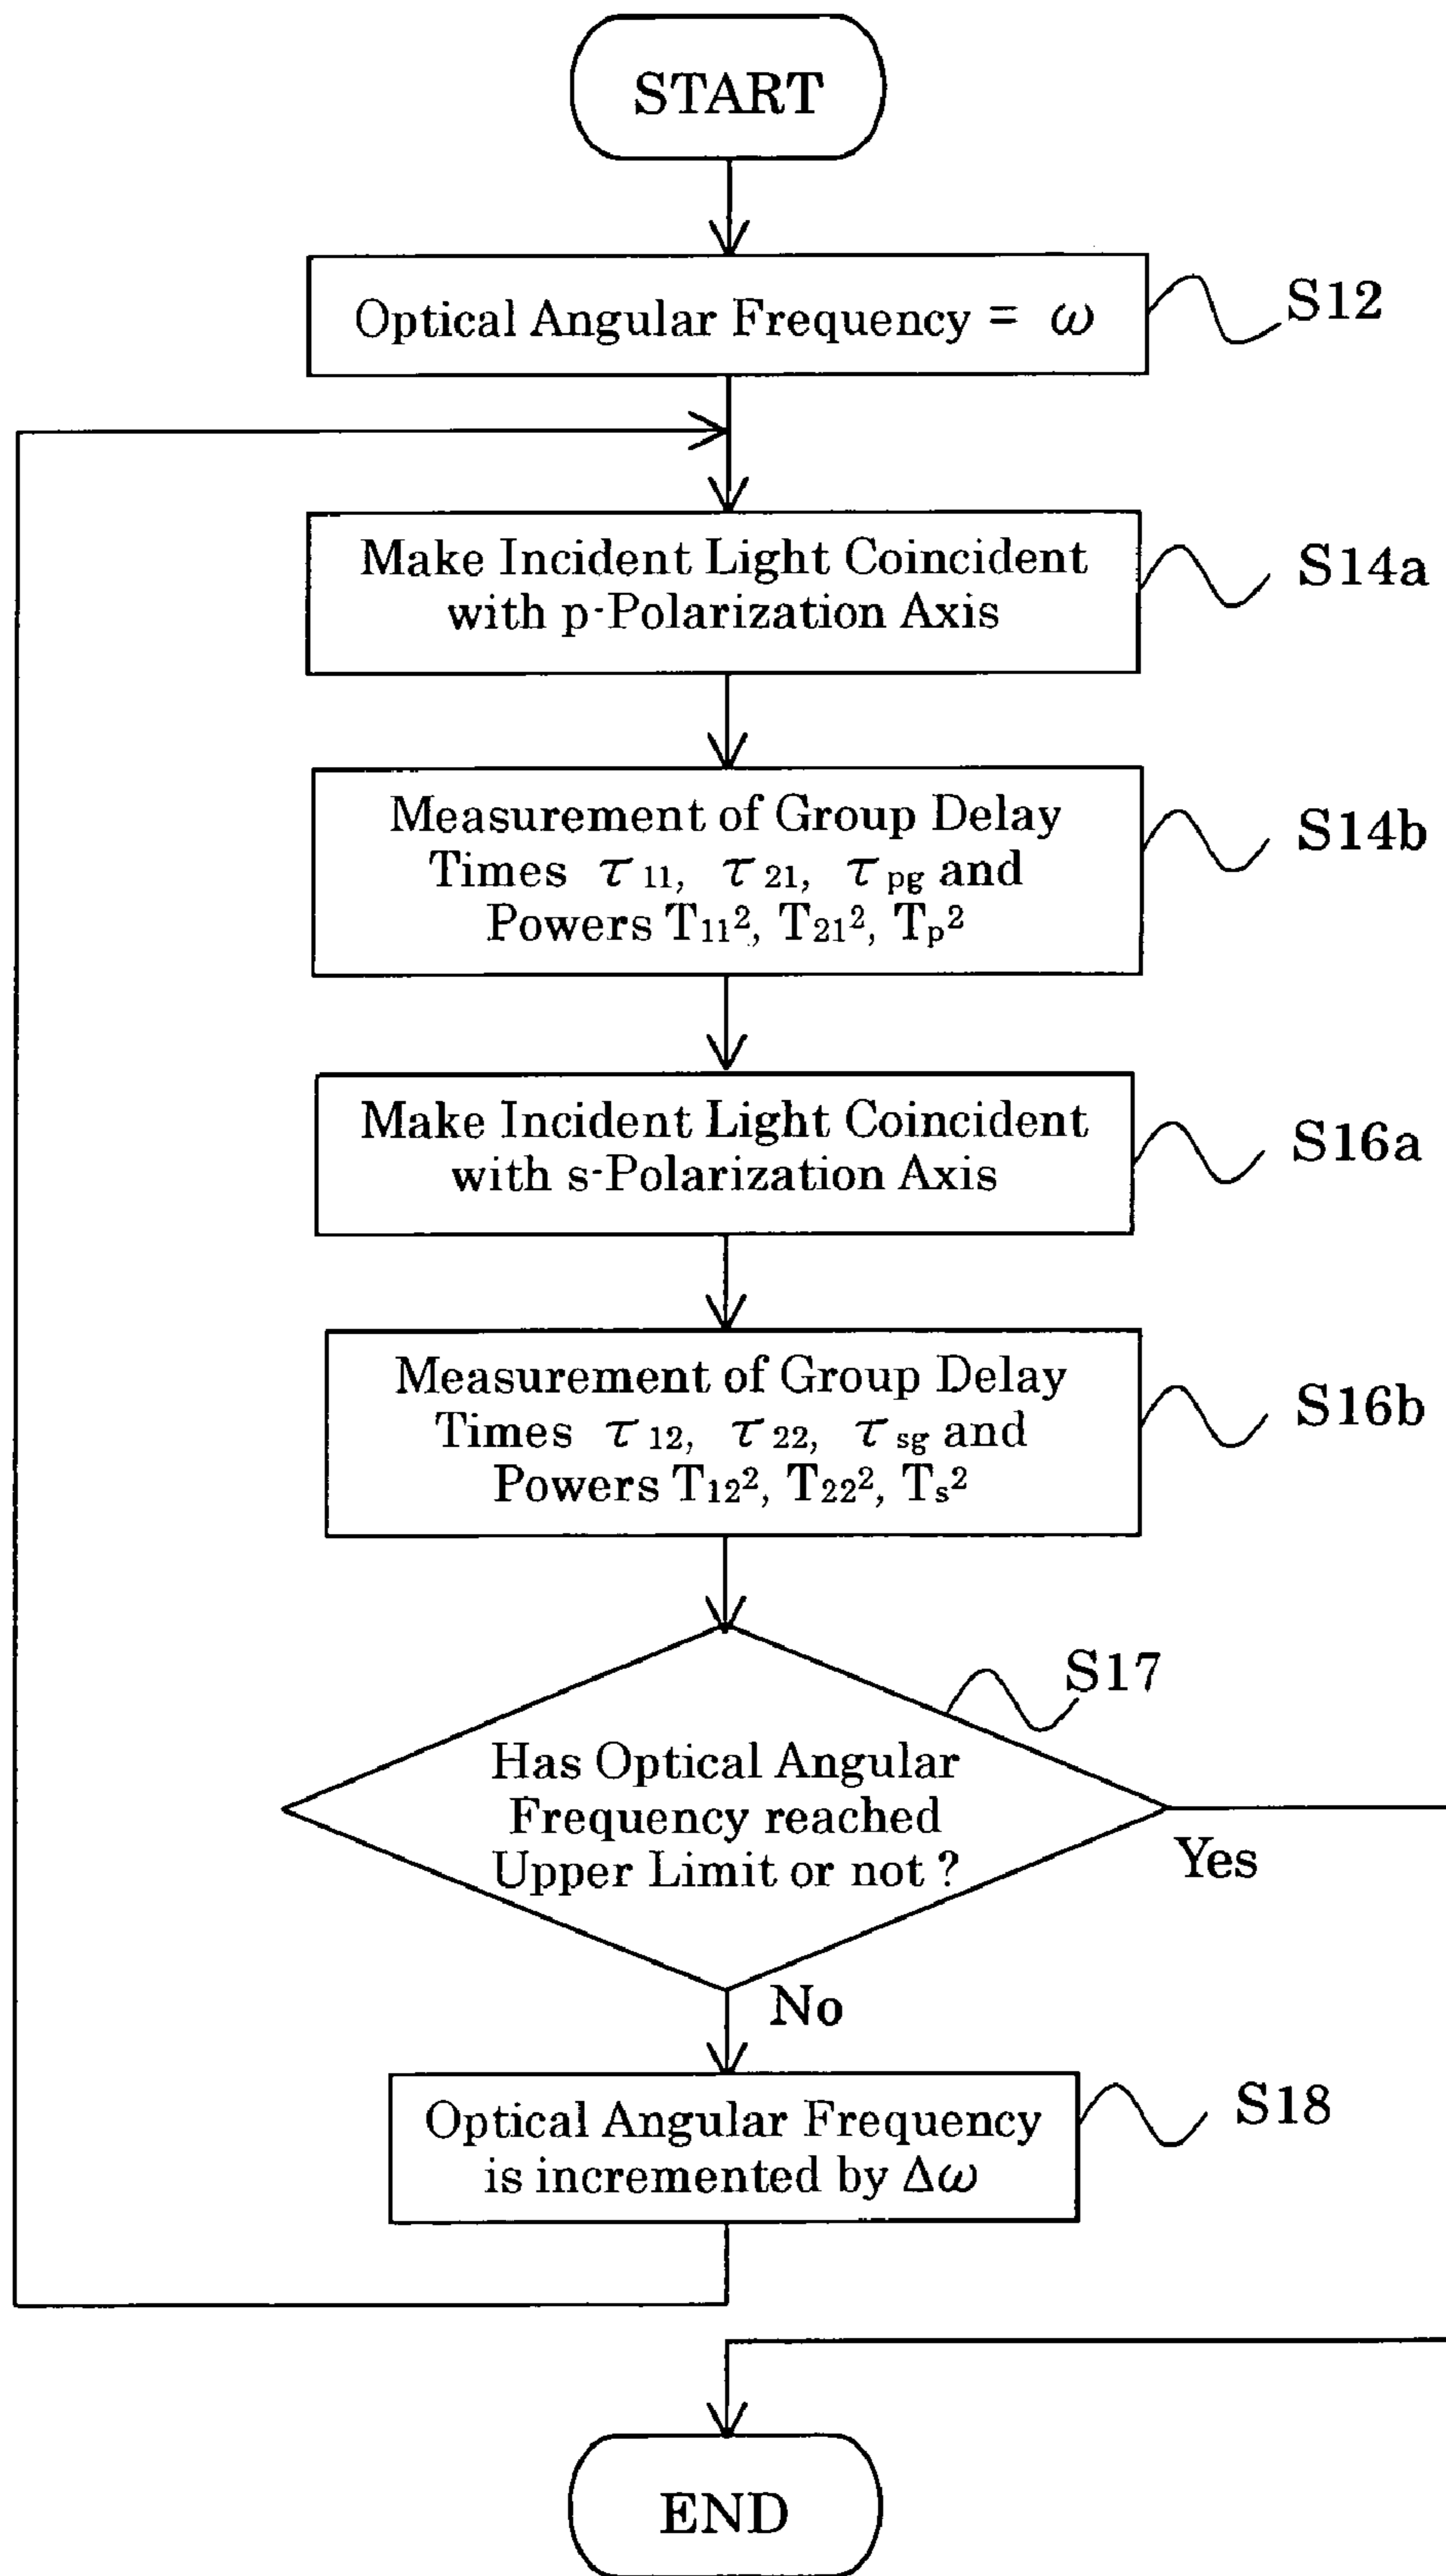 START
Optical Angular Frequency = ω
S12
Make Incident Light Coincident
with p-Polarization Axis
S14a
Measurement of Group Delay
Times τ11, τ21, τpg and
Powers T11², T21², Tp²
S14b
Make Incident Light Coincident
with s-Polarization Axis
S16a
Measurement of Group Delay
Times τ12, τ22, τsg and
Powers T12², T22², Ts²
S16b
S17
Has Optical Angular
Frequency reached
Upper Limit or not ?
Yes
No
Optical Angular Frequency
is incremented by Δω
S18
END